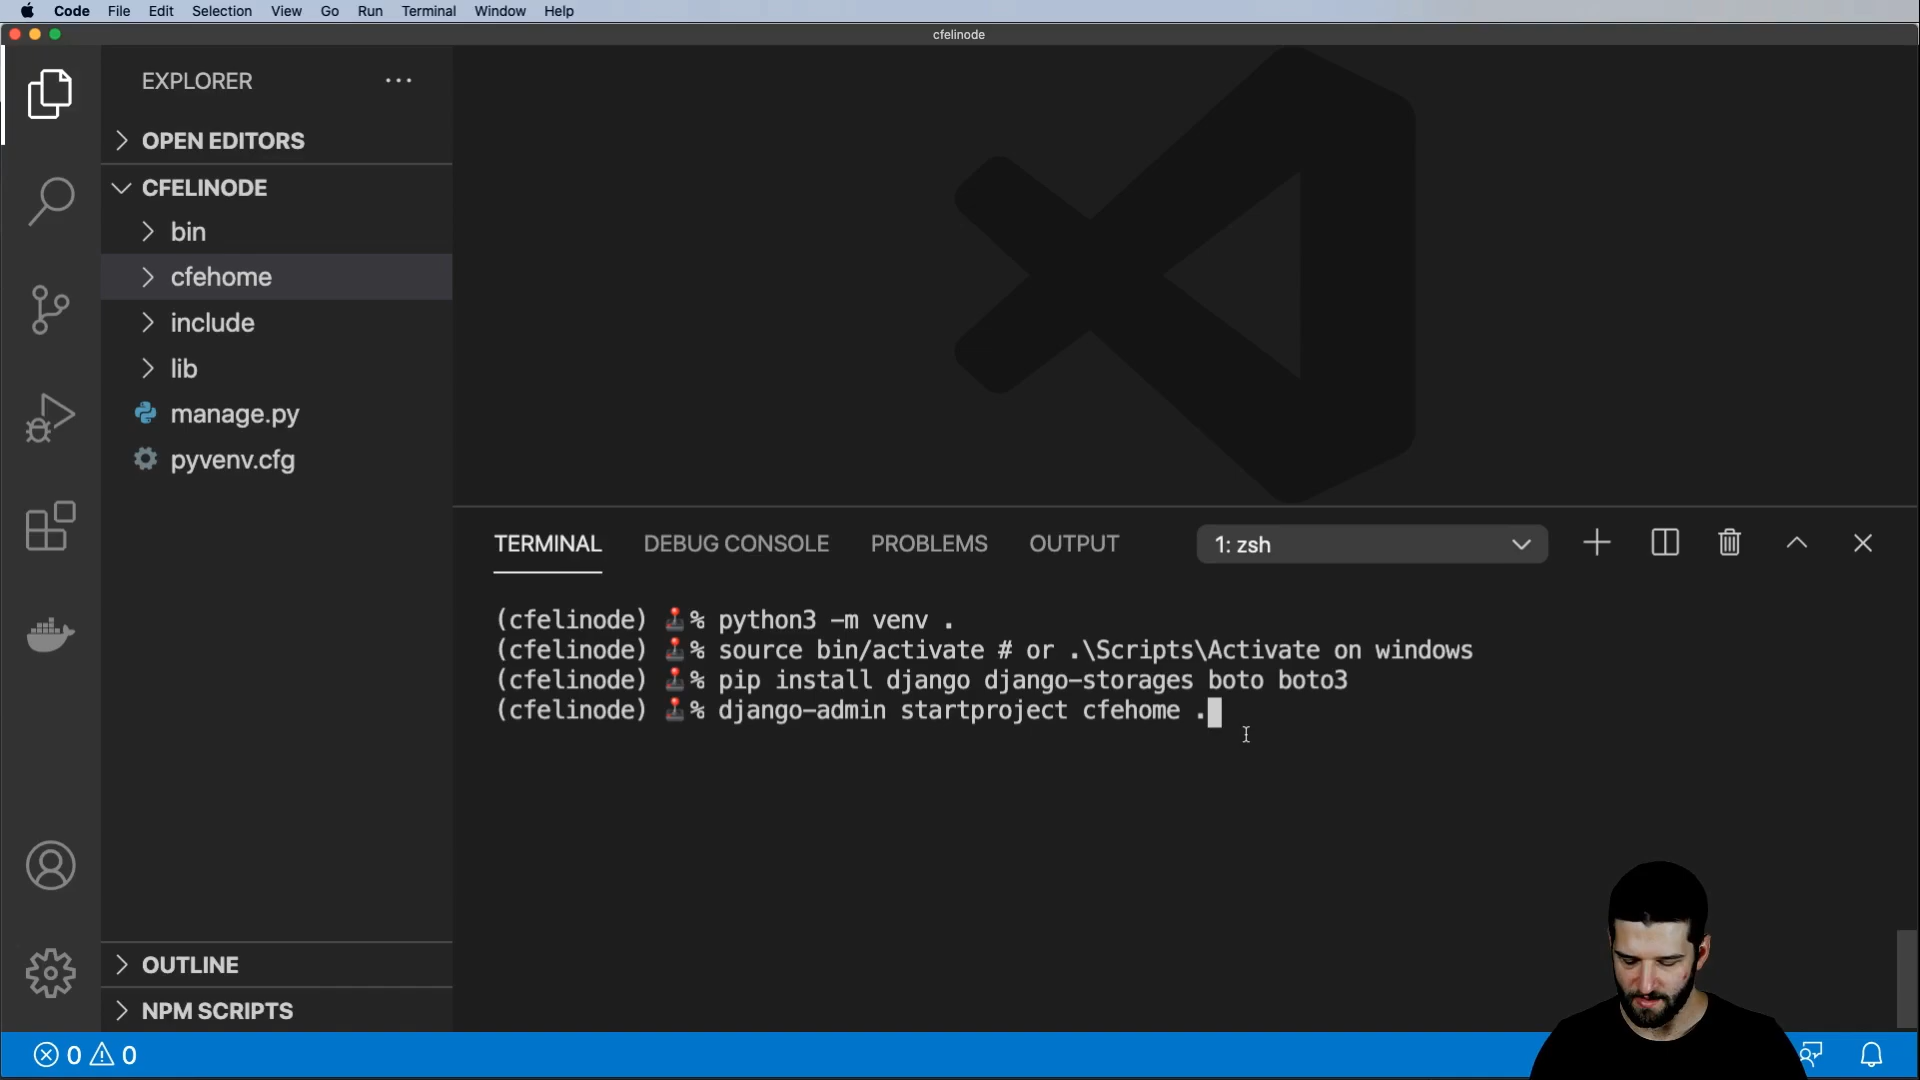 Code File Edit Selection View Go Run Terminal Window Help
cfelinode
EXPLORER
OPEN EDITORS
CFELINODE
bin
cfehome
include
lib
manage.py
pyvenv.cfg
TERMINAL DEBUG CONSOLE PROBLEMS OUTPUT 1: zsh
(cfelinode) 🕹% python3 -m venv .
(cfelinode) 🕹% source bin/activate # or .\Scripts\Activate on windows
(cfelinode) 🕹% pip install django django-storages boto boto3
(cfelinode) 🕹% django-admin startproject cfehome .
OUTLINE
NPM SCRIPTS
0 0